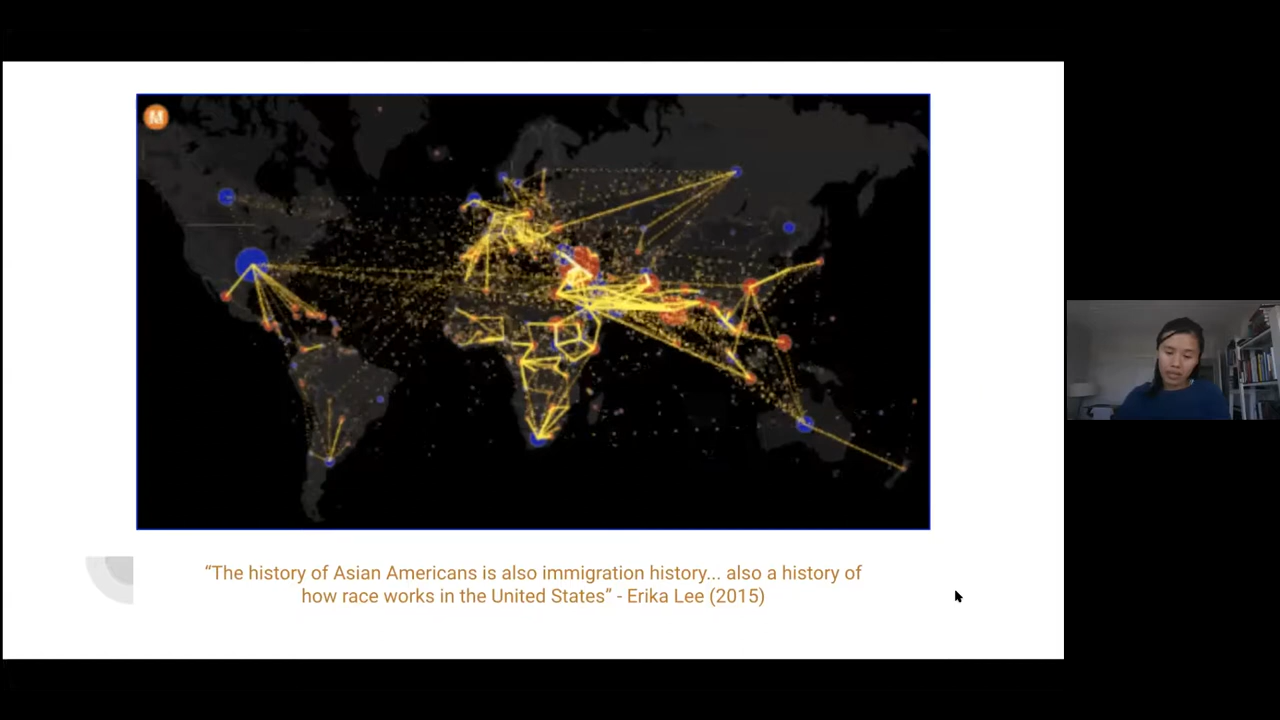 M
“The history of Asian Americans is also immigration history... also a history of
how race works in the United States” - Erika Lee (2015)